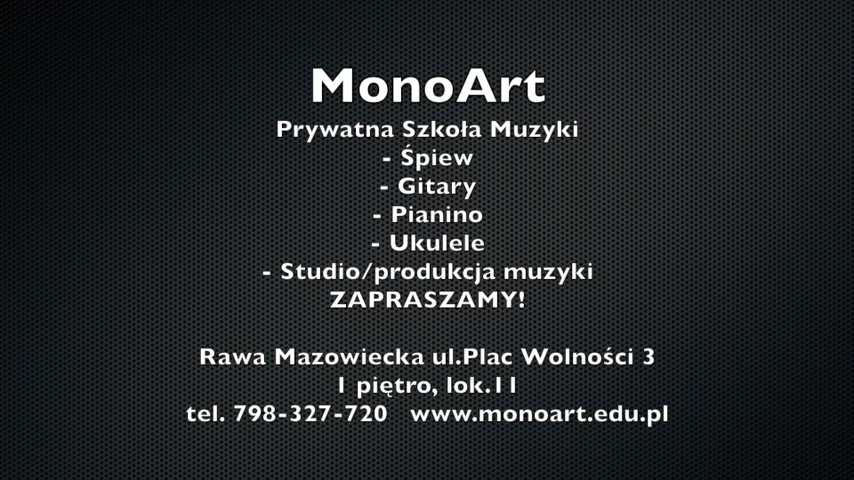 MonoArt
Prywatna Szkoła Muzyki
- Śpiew
- Gitary
- Pianino
- Ukulele
- Studio/produkcja muzyki
ZAPRASZAMY!
Rawa Mazowiecka ul.Plac Wolności 3
1 piętro, lok.11
tel. 798-327-720 www.monoart.edu.pl